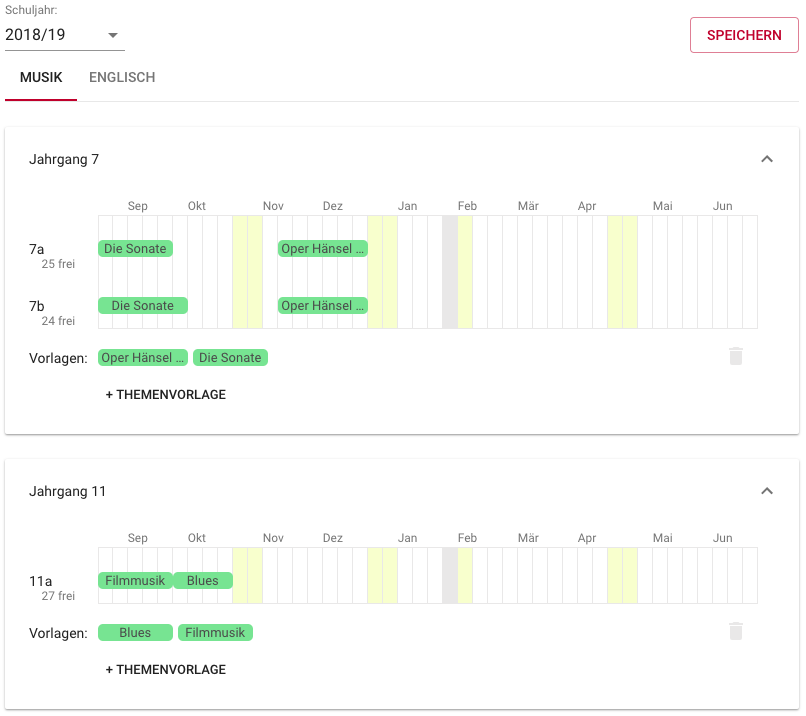 Schuljahr:
2018/19
SPEICHERN
MUSIK ENGLISCH
Jahrgang 7
Sep Okt Nov Dez Jan Feb Mär Apr Mai Jun
7a Die Sonate Oper Hänsel ...
25 frei
7b Die Sonate Oper Hänsel ...
24 frei
Vorlagen: Oper Hänsel ... Die Sonate
+ THEMENVORLAGE
Jahrgang 11
Sep Okt Nov Dez Jan Feb Mär Apr Mai Jun
11a Filmmusik Blues
27 frei
Vorlagen: Blues Filmmusik
+ THEMENVORLAGE